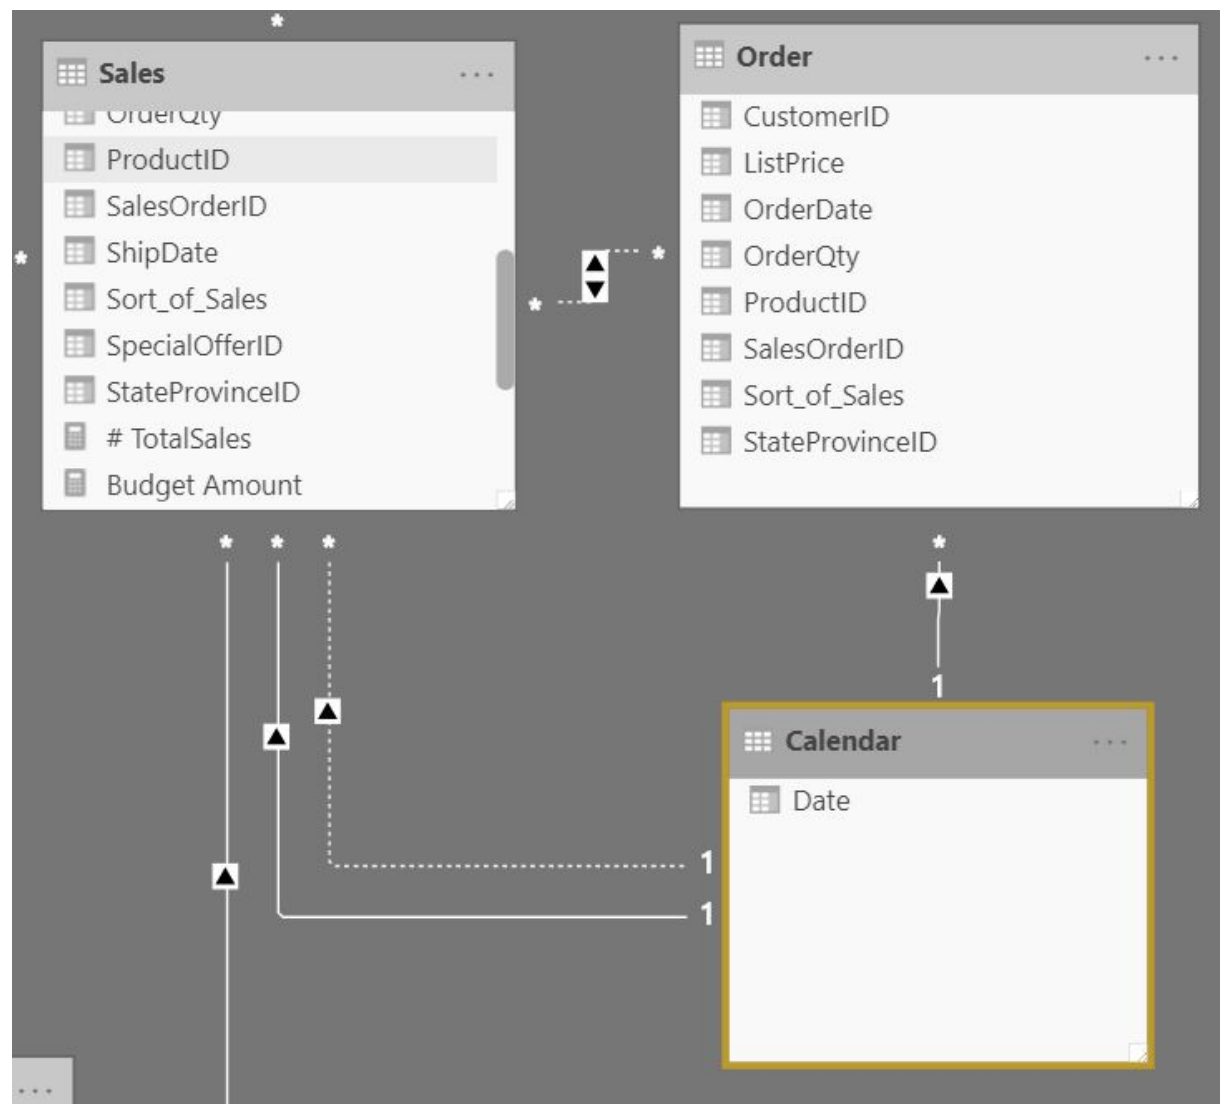 *
Sales
...
OrderQty
ProductID
SalesOrderID
ShipDate
Sort_of_Sales
SpecialOfferID
StateProvinceID
# TotalSales
Budget Amount
*
*
*
Order
...
CustomerID
ListPrice
OrderDate
OrderQty
ProductID
SalesOrderID
Sort_of_Sales
StateProvinceID
* * *
*
1
Calendar
...
Date
1
1
...